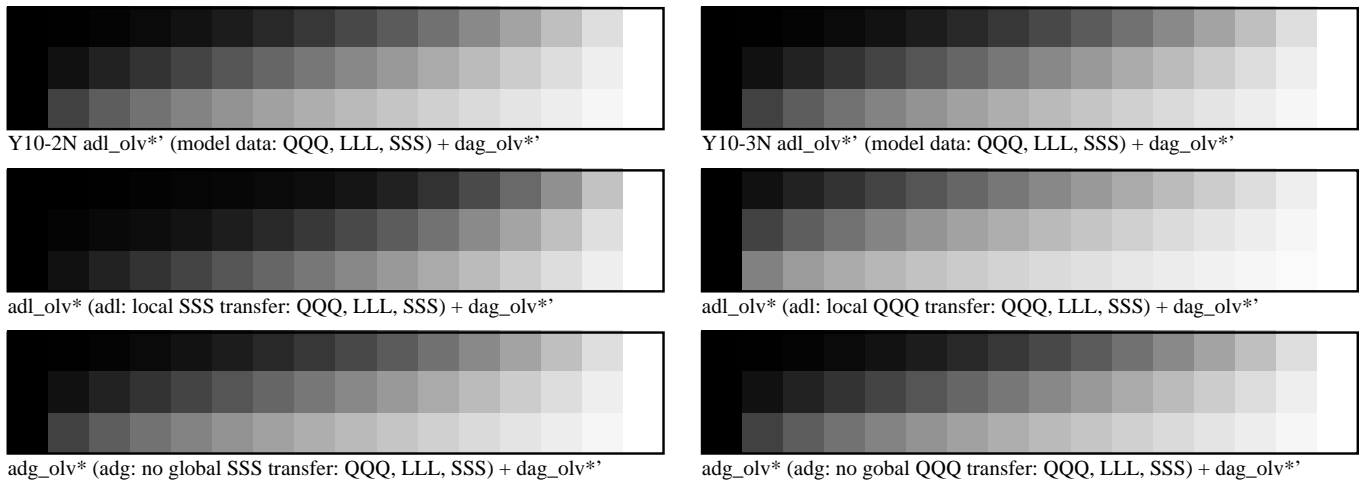 Y10-2N adl_olv*’ (model data: QQQ, LLL, SSS) + dag_olv*’
Y10-3N adl_olv*’ (model data: QQQ, LLL, SSS) + dag_olv*’
adl_olv* (adl: local SSS transfer: QQQ, LLL, SSS) + dag_olv*’
adl_olv* (adl: local QQQ transfer: QQQ, LLL, SSS) + dag_olv*’
adg_olv* (adg: no global SSS transfer: QQQ, LLL, SSS) + dag_olv*’
adg_olv* (adg: no gobal QQQ transfer: QQQ, LLL, SSS) + dag_olv*’